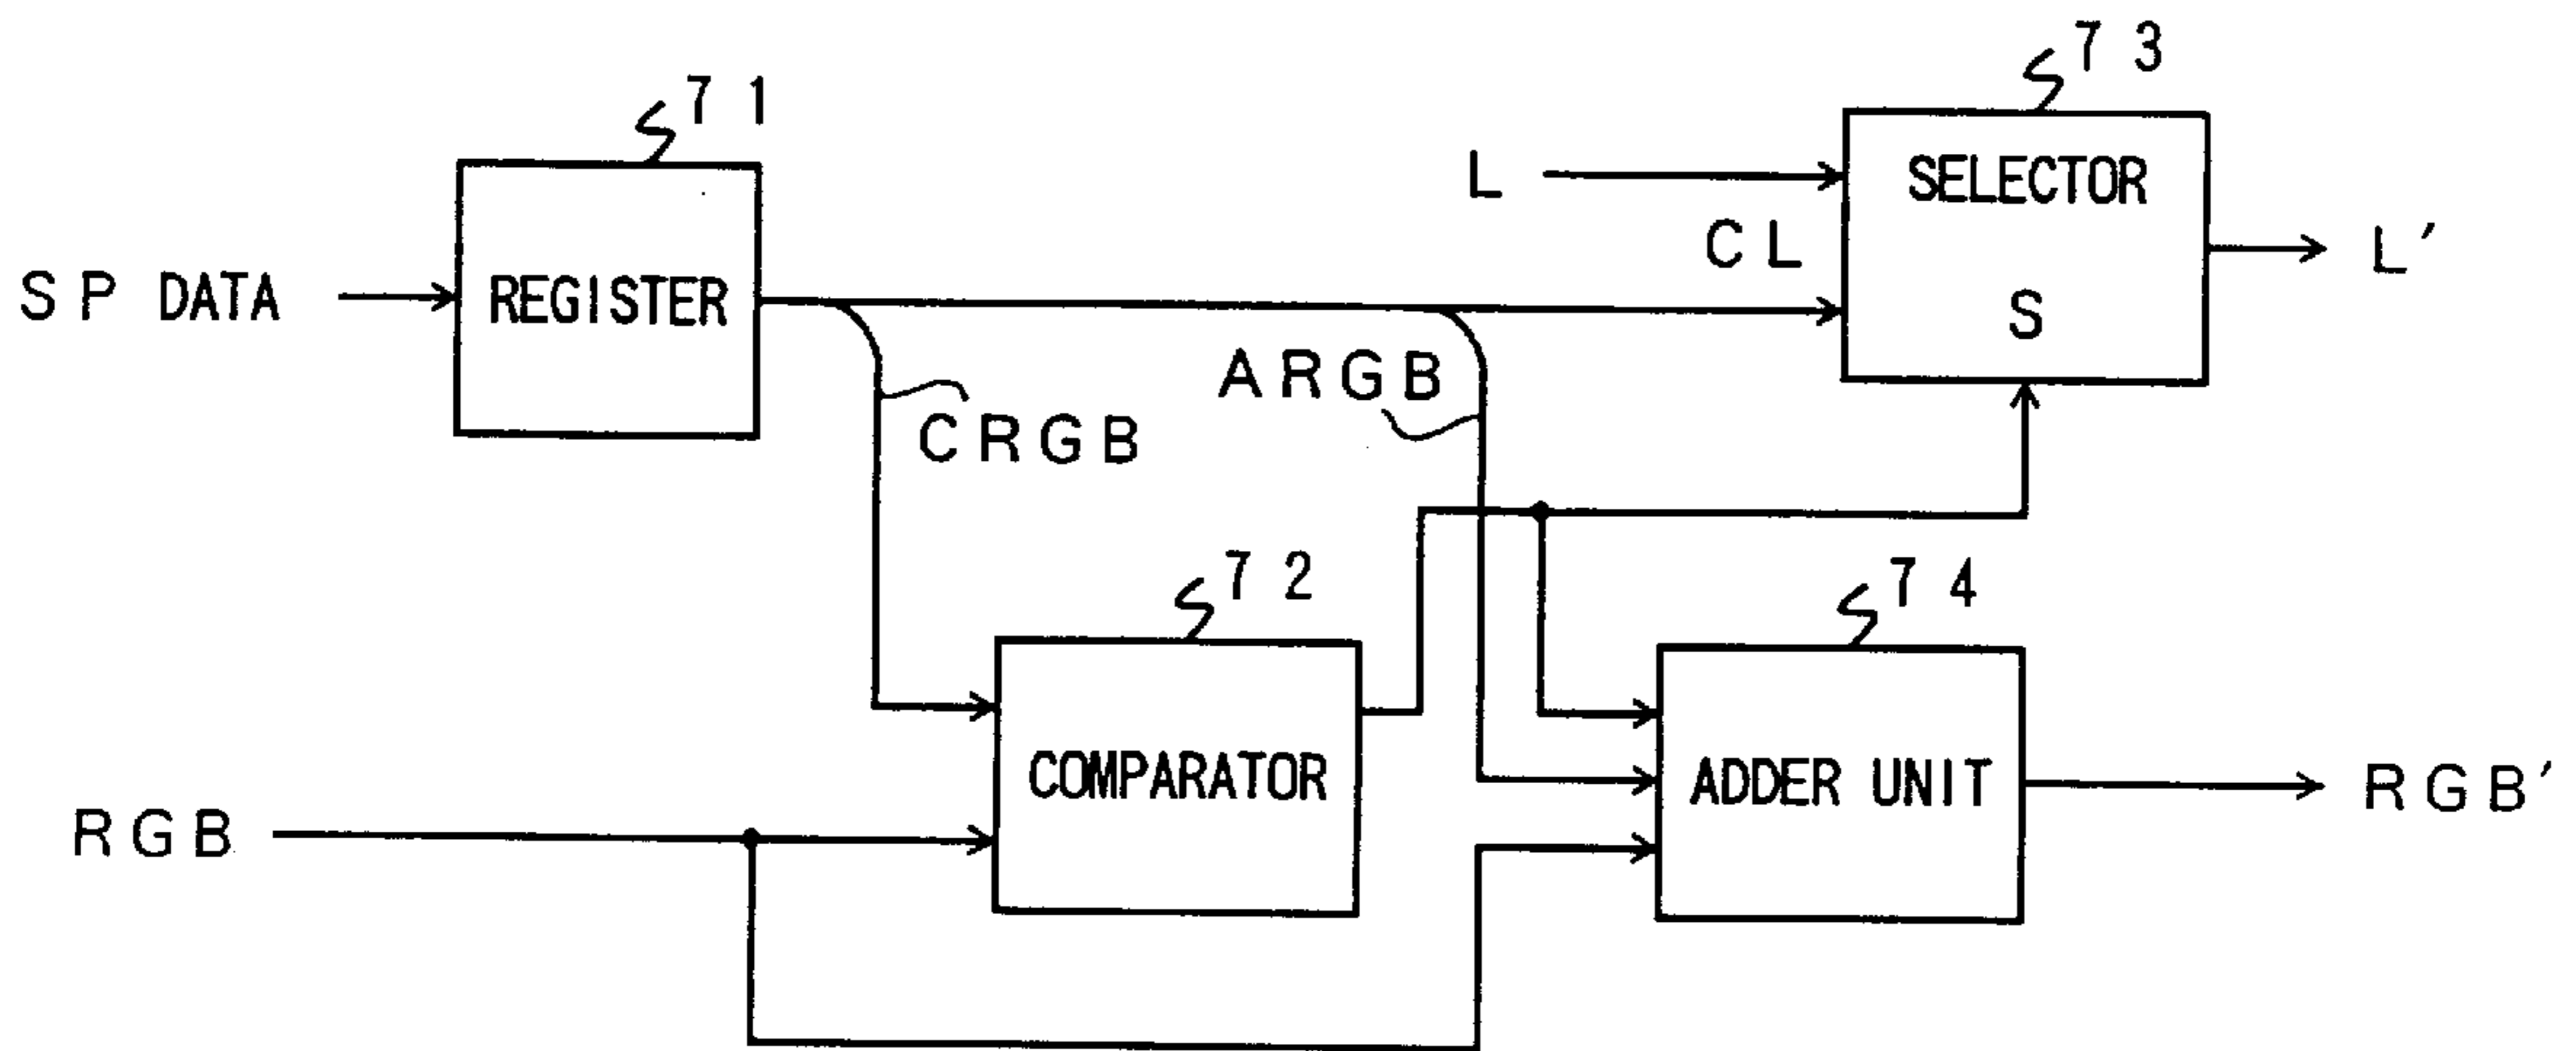 73
71
L
SELECTOR
CL
L'
SP DATA
REGISTER
S
ARGB
CRGB
72
74
COMPARATOR
ADDER UNIT
RGB
RGB'